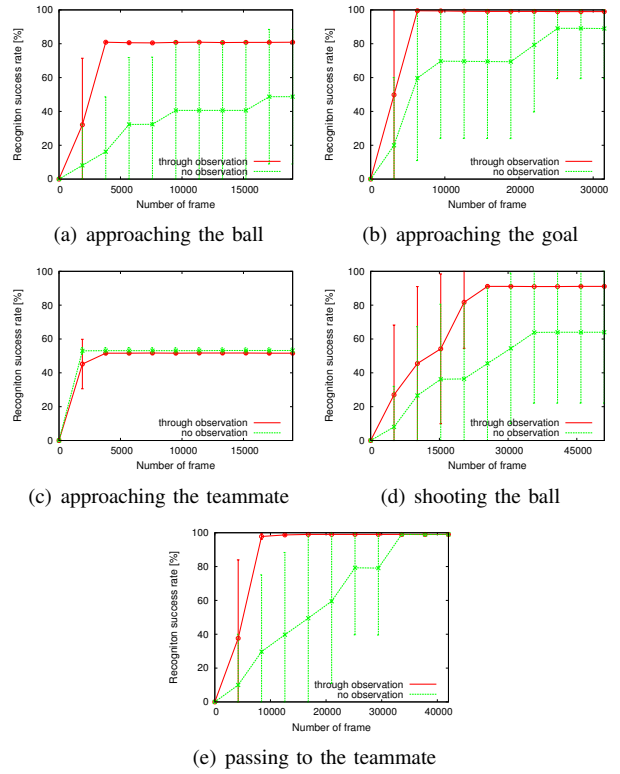 100
80
60
40
20
0
Recogniton success rate [%]
through observation
no observation
0 5000 10000 15000
Number of frame
(a) approaching the ball
100
80
60
40
20
0
Recogniton success rate [%]
through observation
no observation
0 10000 20000 30000
Number of frame
(b) approaching the goal
100
80
60
40
20
0
Recogniton success rate [%]
through observation
no observation
0 5000 10000 15000
Number of frame
(c) approaching the teammate
100
80
60
40
20
0
Recogniton success rate [%]
through observation
no observation
0 15000 30000 45000
Number of frame
(d) shooting the ball
100
80
60
40
20
0
Recogniton success rate [%]
through observation
no observation
0 10000 20000 30000 40000
Number of frame
(e) passing to the teammate